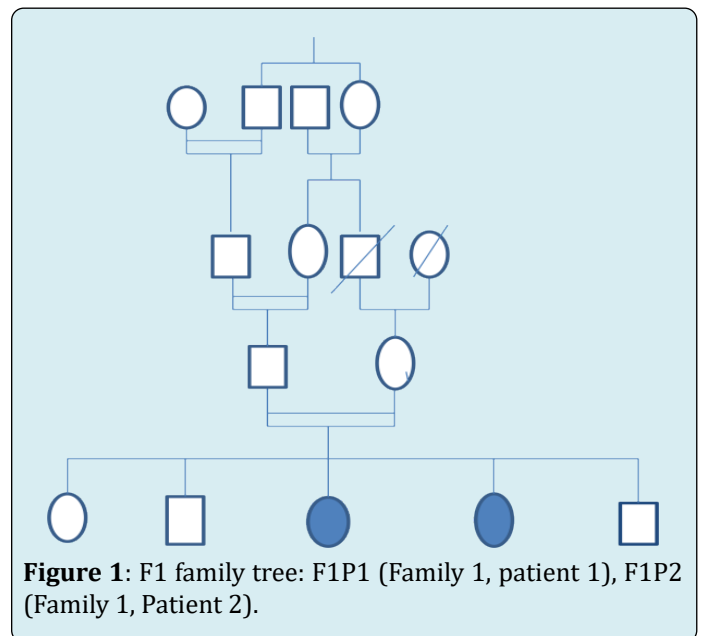 Figure 1: F1 family tree: F1P1 (Family 1, patient 1), F1P2
(Family 1, Patient 2).